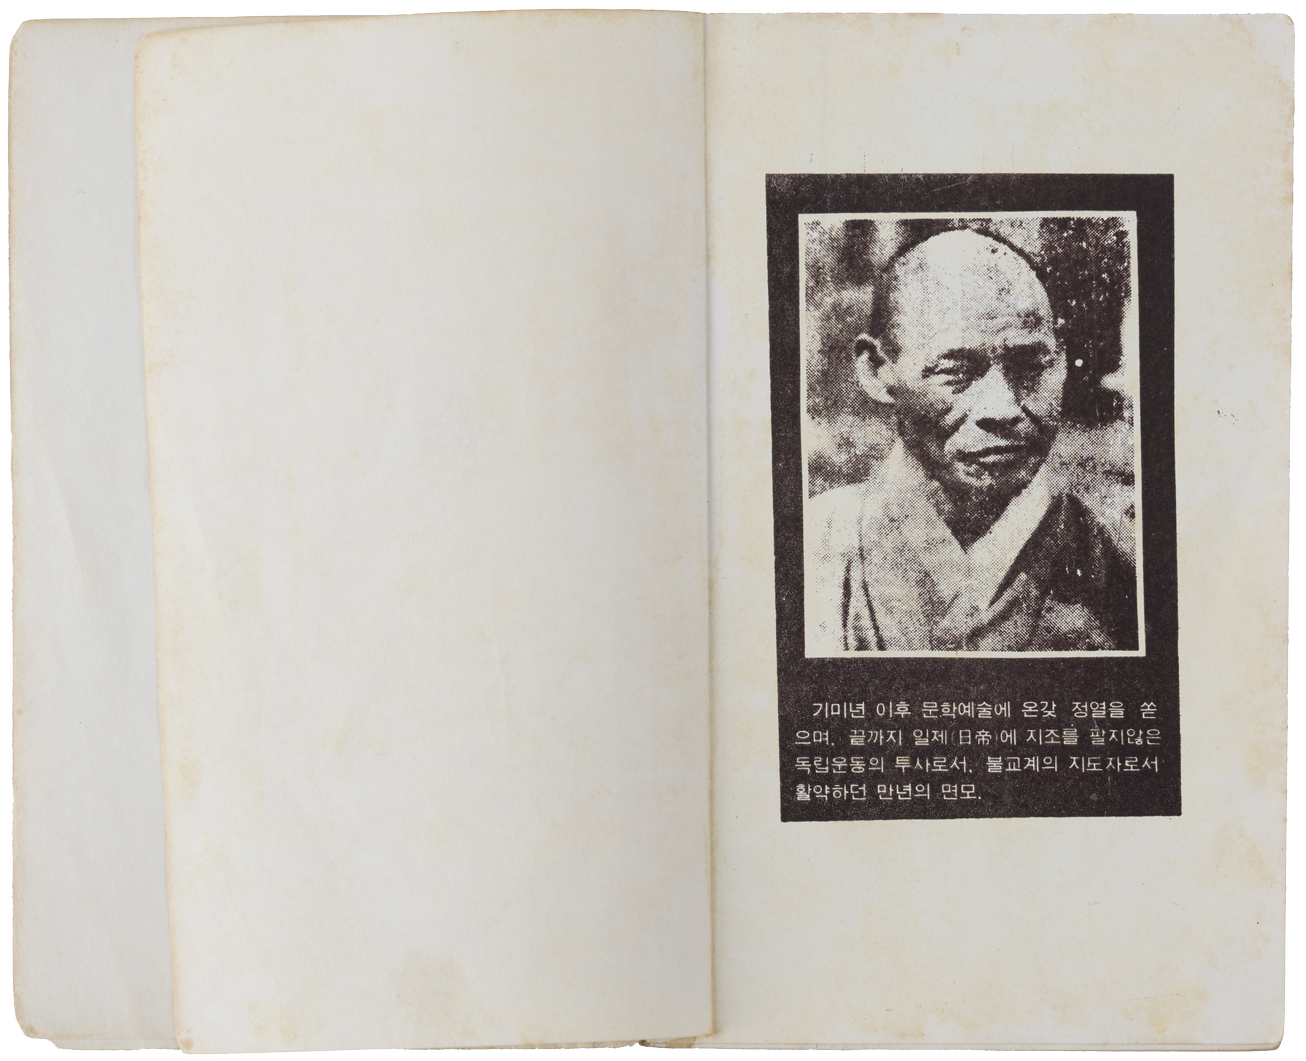 기미년 이후 문학예술에 온갖 정열을 쏟
으며, 끝까지 일제(日帝)에 지조를 팔지않은
독립운동의 투사로서, 불교계의 지도자로서
활약하던 만년의 면모.